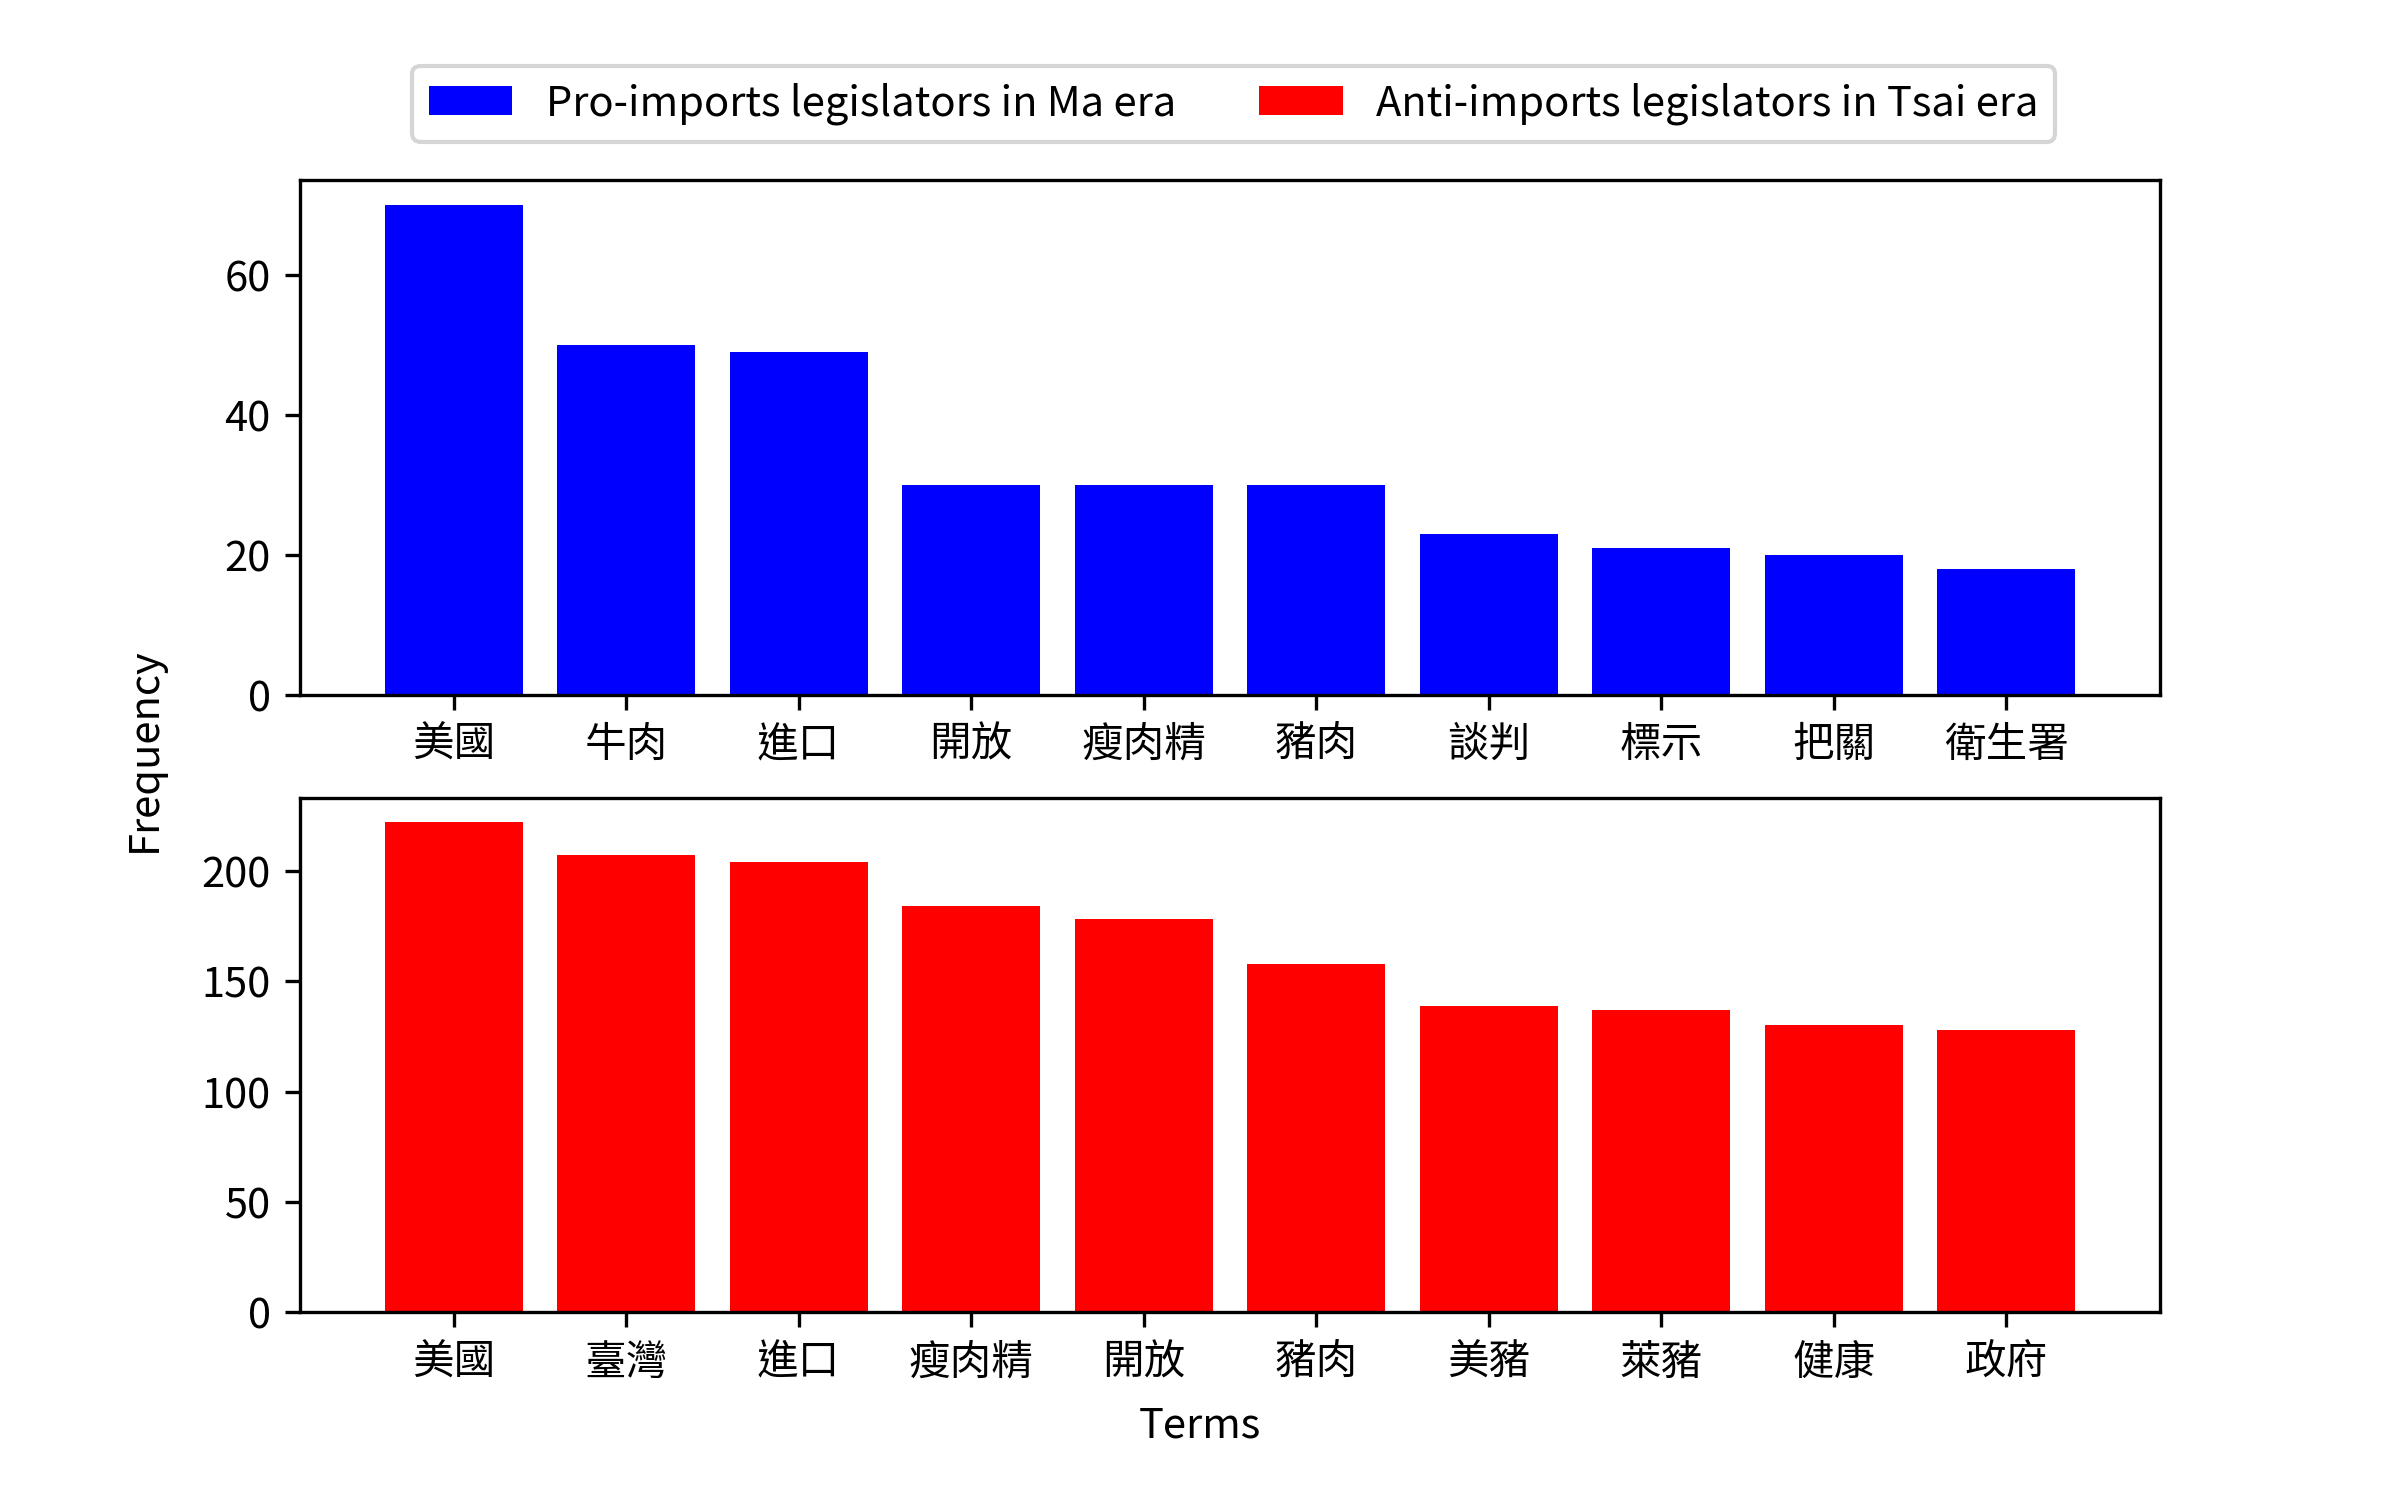 Pro-imports legislators in Ma era Anti-imports legislators in Tsai era
60
40
20
0
美國 牛肉 進口 開放 瘦肉精 豬肉 談判 標示 把關 衛生署
Frequency
200
150
100
50
0
美國 臺灣 進口 瘦肉精 開放 豬肉 美豬 萊豬 健康 政府
Terms